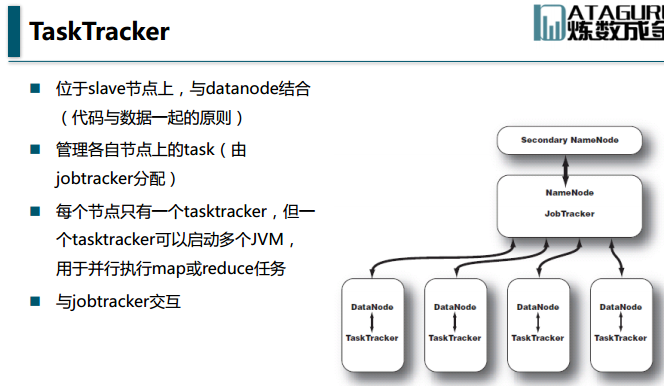 TaskTracker
ATAGURU
炼数成金
位于slave节点上，与datanode结合
（代码与数据一起的原则）
管理各自节点上的task（由
jobtracker分配）
每个节点只有一个tasktracker，但一
个tasktracker可以启动多个JVM，
用于并行执行map或reduce任务
与jobtracker交互
Secondary NameNode
NameNode
JobTracker
DataNode
TaskTracker
DataNode
TaskTracker
DataNode
TaskTracker
DataNode
TaskTracker